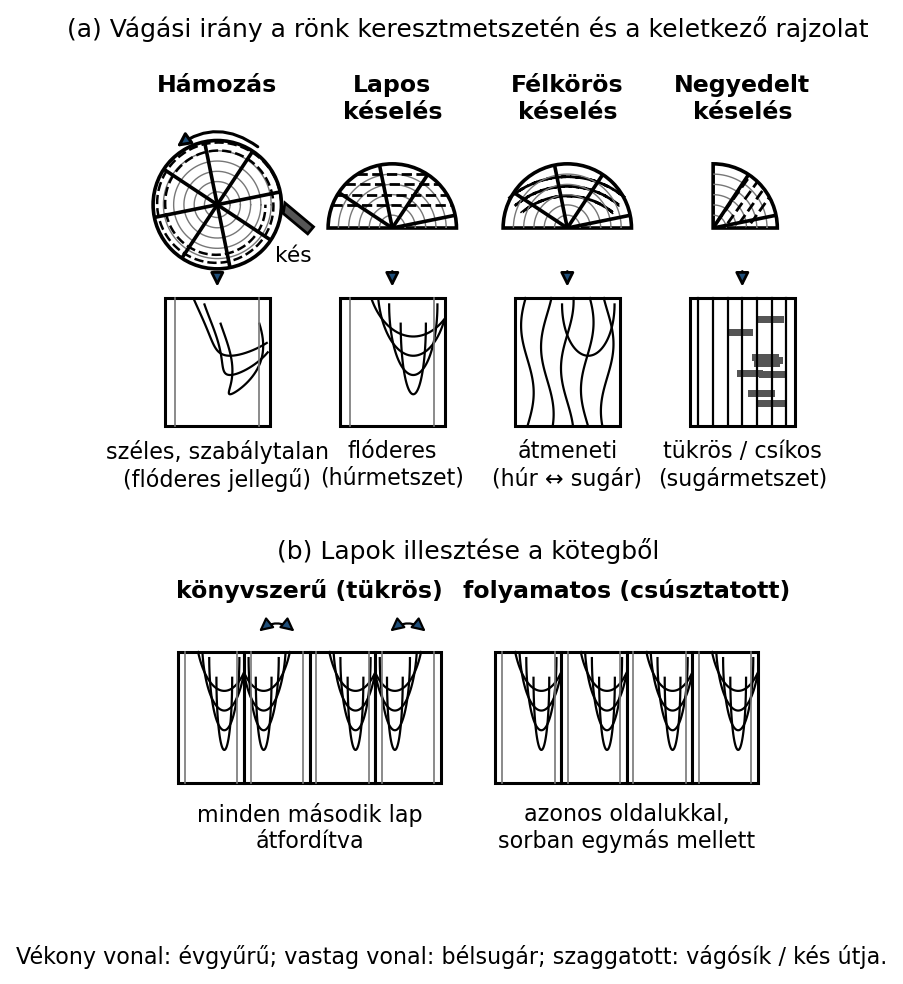 (a) Vágási irány a rönk keresztmetszetén és a keletkező rajzolat
Hámozás
Lapos
késelés
Félkörös
késelés
Negyedelt
késelés
kés
széles, szabálytalan
(flóderes jellegű)
flóderes
(húrmetszet)
átmeneti
(húr ↔ sugár)
tükrös / csíkos
(sugármetszet)
(b) Lapok illesztése a kötegből
könyvszerű (tükrös)
folyamatos (csúsztatott)
minden második lap
átfordítva
azonos oldalukkal,
sorban egymás mellett
Vékony vonal: évgyűrű; vastag vonal: bélsugár; szaggatott: vágósík / kés útja.